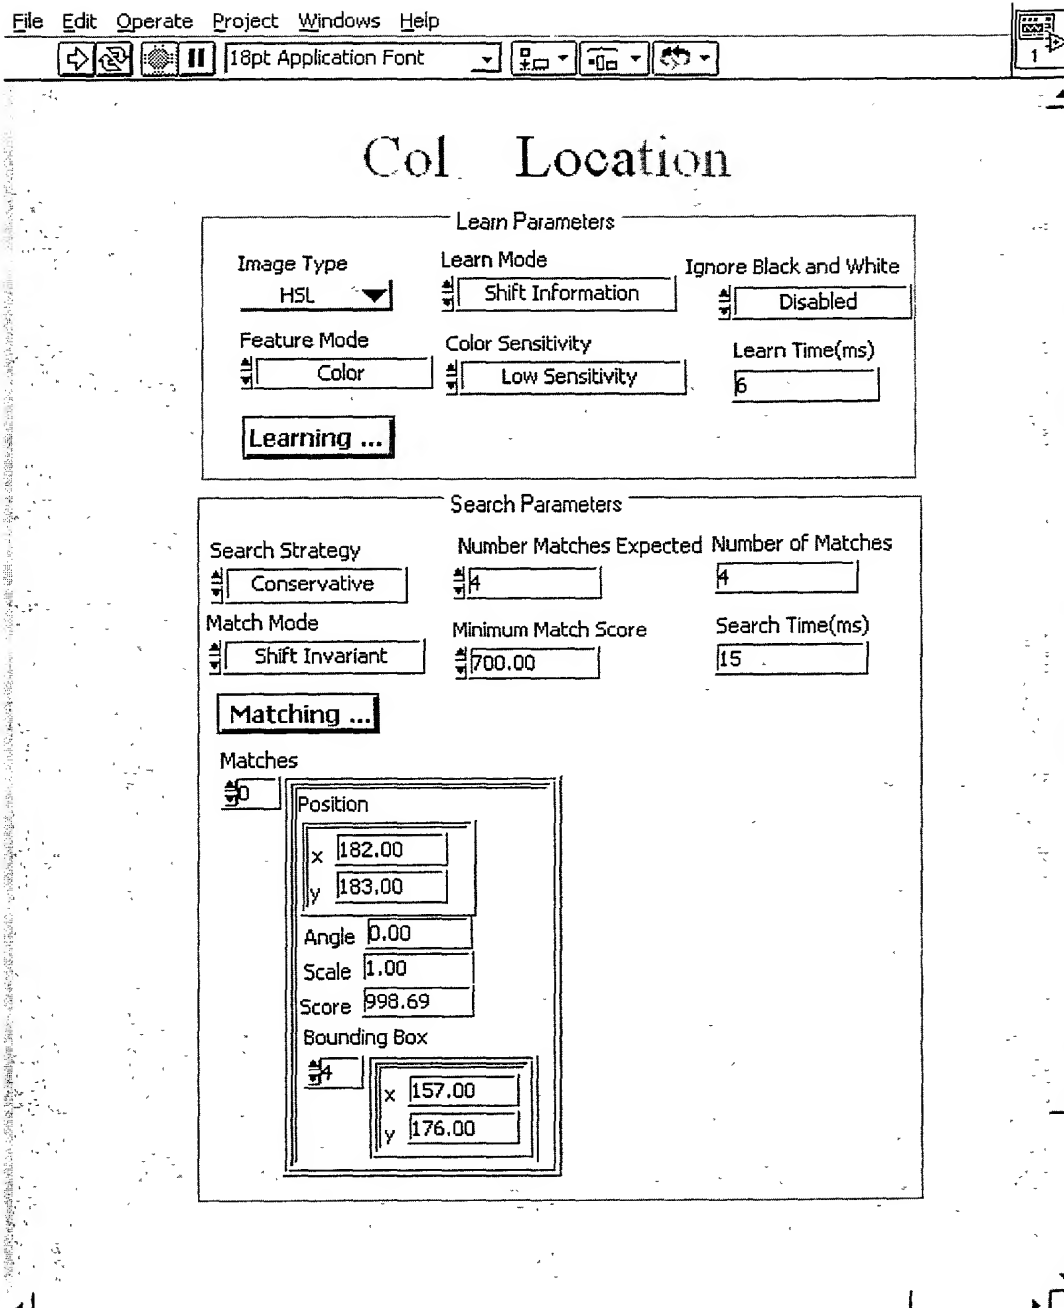 File Edit Operate Project Windows Help
18pt Application Font
1
Col Location
Learn Parameters
Image Type
Learn Mode
Ignore Black and White
HSL
Shift Information
Disabled
Feature Mode
Color Sensitivity
Learn Time(ms)
Color
Low Sensitivity
6
Learning ...
Search Parameters
Search Strategy
Number Matches Expected
Number of Matches
Conservative
4
4
Match Mode
Minimum Match Score
Search Time(ms)
Shift Invariant
700.00
15
Matching ...
Matches
0
Position
x 182.00
y 183.00
Angle 0.00
Scale 1.00
Score 998.69
Bounding Box
4
x 157.00
y 176.00